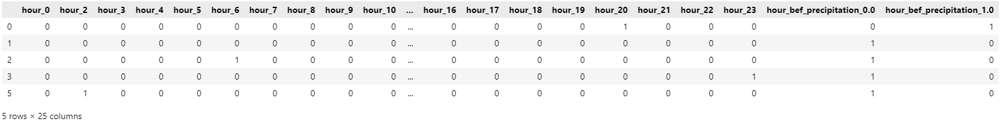 hour_0 hour_2 hour_3 hour_4 hour_5 hour_6 hour_7 hour_8 hour_9 hour_10 ... hour_16 hour_17 hour_18 hour_19 hour_20 hour_21 hour_22 hour_23 hour_bef_precipitation_0.0 hour_bef_precipitation_1.0
0 0 0 0 0 0 0 0 0 0 0 ... 0 0 0 0 1 0 0 0 0 1
1 0 0 0 0 0 0 0 0 0 0 ... 0 0 0 0 0 0 0 0 1 0
2 0 0 0 0 0 1 0 0 0 0 ... 0 0 0 0 0 0 0 0 1 0
3 0 0 0 0 0 0 0 0 0 0 ... 0 0 0 0 0 0 0 1 1 0
5 0 1 0 0 0 0 0 0 0 0 ... 0 0 0 0 0 0 0 0 1 0
5 rows × 25 columns